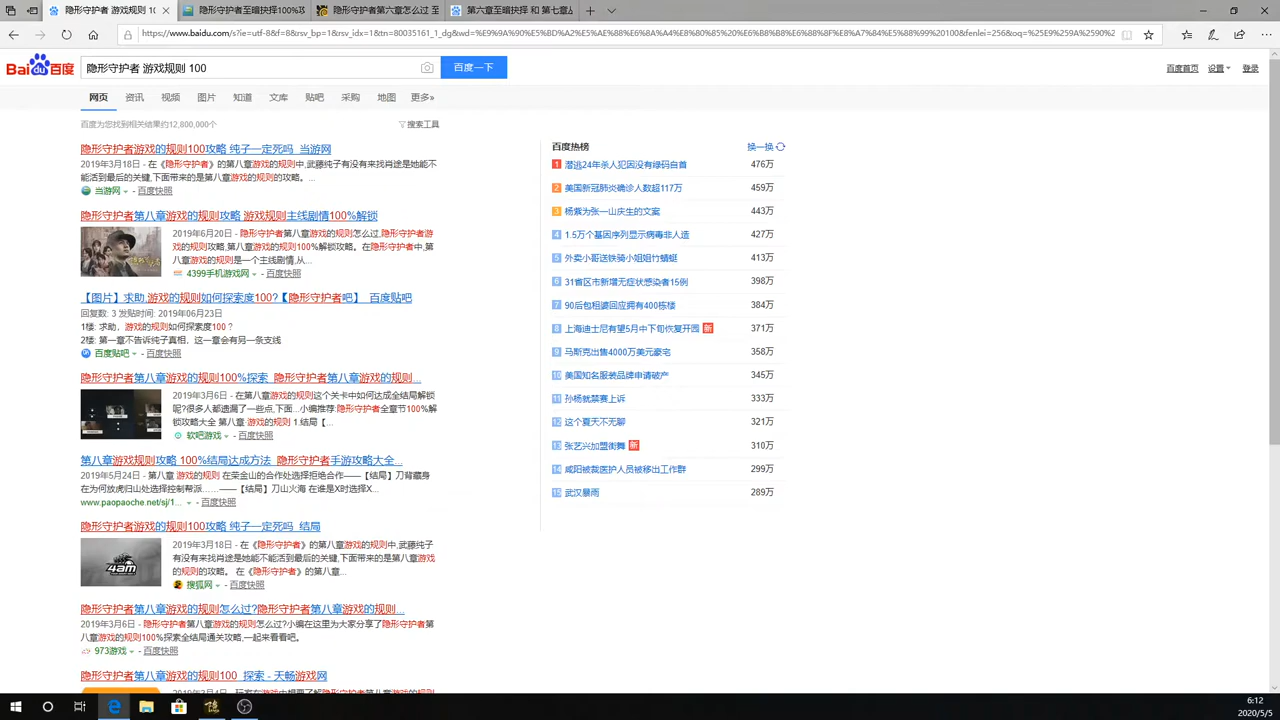 隐形守护者 游戏规则 10
隐形守护者至暗抉择100%攻
隐形守护者第六章怎么过 至
第六章至暗抉择 和 第七章丛
https://www.baidu.com/s?ie=utf-8&f=8&rsv_bp=1&rsv_idx=1&tn=80035161_1_dg&wd=
Baidu百度
隐形守护者 游戏规则 100
百度一下
百度首页 设置 登录
网页 资讯 视频 图片 知道 文库 贴吧 采购 地图 更多»
百度为您找到相关结果约12,800,000个
搜索工具
隐形守护者游戏的规则100攻略 纯子一定死吗_当游网
2019年3月18日 - 在《隐形守护者》的第八章游戏的规则中,武藤纯子有没有来找肖途是她能不
能活到最后的关键,下面带来的是第八章游戏的规则的攻略。...
当游网 - 百度快照
隐形守护者第八章游戏的规则攻略 游戏规则主线剧情100%解锁
2019年6月20日 - 隐形守护者第八章游戏的规则怎么过,隐形守护者游
戏的规则攻略,第八章游戏的规则100%解锁攻略。在隐形守护者中,第
八章游戏的规则是一个主线剧情,从...
4399手机游戏网 - 百度快照
【图片】求助,游戏的规则如何探索度100?【隐形守护者吧】_百度贴吧
回复数: 3 发贴时间: 2019年06月23日
1楼: 求助，游戏的规则如何探索度100？
2楼: 第一章不告诉纯子真相，这一章会有另一条支线
百度贴吧 - 百度快照
隐形守护者第八章游戏的规则100%探索_隐形守护者第八章游戏的规则...
2019年3月6日 - 在第八章游戏的规则这个关卡中如何达成全结局解锁
呢?很多人都遗漏了一些点,下面...小编推荐:隐形守护者全章节100%解
锁攻略大全 第八章·游戏的规则 1.结局【...
软吧游戏 - 百度快照
第八章游戏规则攻略 100%结局达成方法_隐形守护者手游攻略大全...
2019年5月24日 - 第八章 游戏的规则 在荣金山的合作处选择拒绝合作——【结局】刀背藏身
在为何放虎归山处选择控制帮派……——【结局】刀山火海 在谁是X时选择X...
www.paopaoche.net/sj/1... - 百度快照
隐形守护者游戏的规则100攻略 纯子一定死吗_结局
4am
2019年3月18日 - 在《隐形守护者》的第八章游戏的规则中,武藤纯子
有没有来找肖途是她能不能活到最后的关键,下面带来的是第八章游戏
的规则的攻略。 在《隐形守护者》的第八章...
搜狐网 - 百度快照
隐形守护者第八章游戏的规则怎么过?隐形守护者第八章游戏的规则...
2019年3月6日 - 隐形守护者第八章游戏的规则怎么过?小编在这里为大家分享了隐形守护者第
八章游戏的规则100%探索全结局通关攻略,一起来看看吧。
973游戏 - 百度快照
隐形守护者第八章游戏的规则100_探索 - 天畅游戏网
百度热榜 换一换
1 潜逃24年杀人犯因没有绿码自首 476万
2 美国新冠肺炎确诊人数超117万 459万
3 杨紫为张一山庆生的文案 443万
4 1.5万个基因序列显示病毒非人造 427万
5 外卖小哥送轶骑小姐姐竹蜻蜓 413万
6 31省区市新增无症状感染者15例 398万
7 90后包租婆回应拥有400栋楼 384万
8 上海迪士尼有望5月中下旬恢复开园 新 371万
9 马斯克出售4000万美元豪宅 358万
10 美国知名服装品牌申请破产 345万
11 孙杨就禁赛上诉 333万
12 这个夏天不无聊 321万
13 张艺兴加盟街舞 新 310万
14 咸阳被裁医护人员被移出工作群 299万
15 武汉暴雨 289万
6:12
2020/5/5